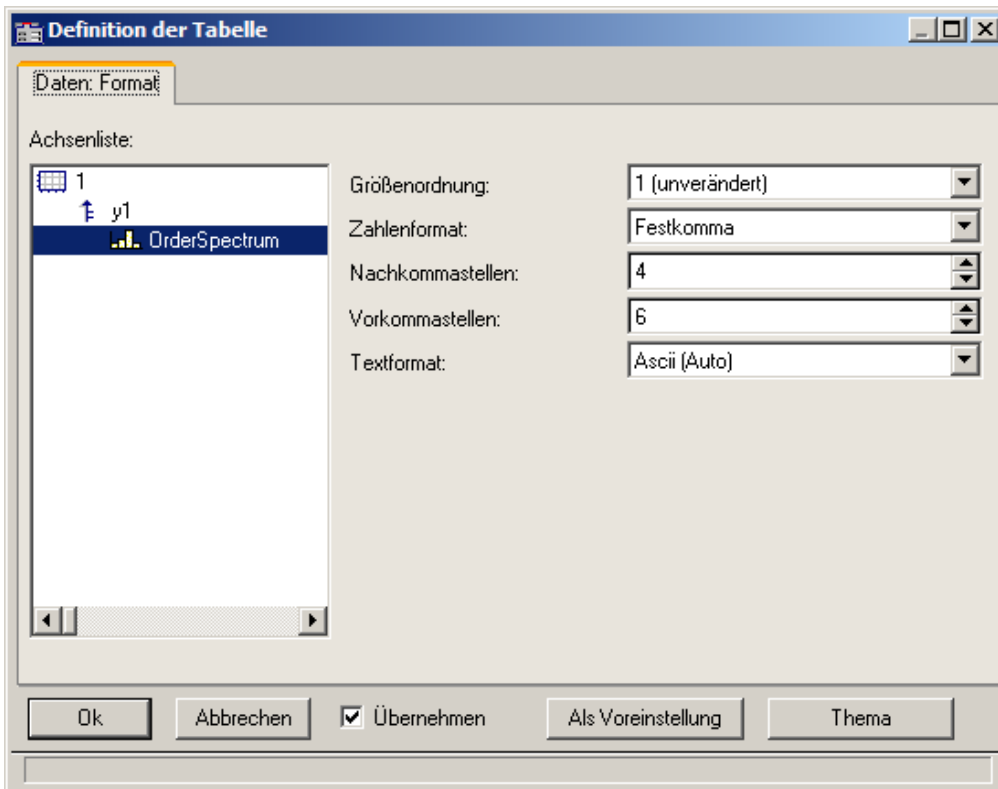 Definition der Tabelle
Daten: Format
Achsenliste:
1
y1
OrderSpectrum
Größenordnung: 1 (unverändert)
Zahlenformat: Festkomma
Nachkommastellen: 4
Vorkommastellen: 6
Textformat: Ascii (Auto)
Ok Abbrechen Übernehmen Als Voreinstellung Thema